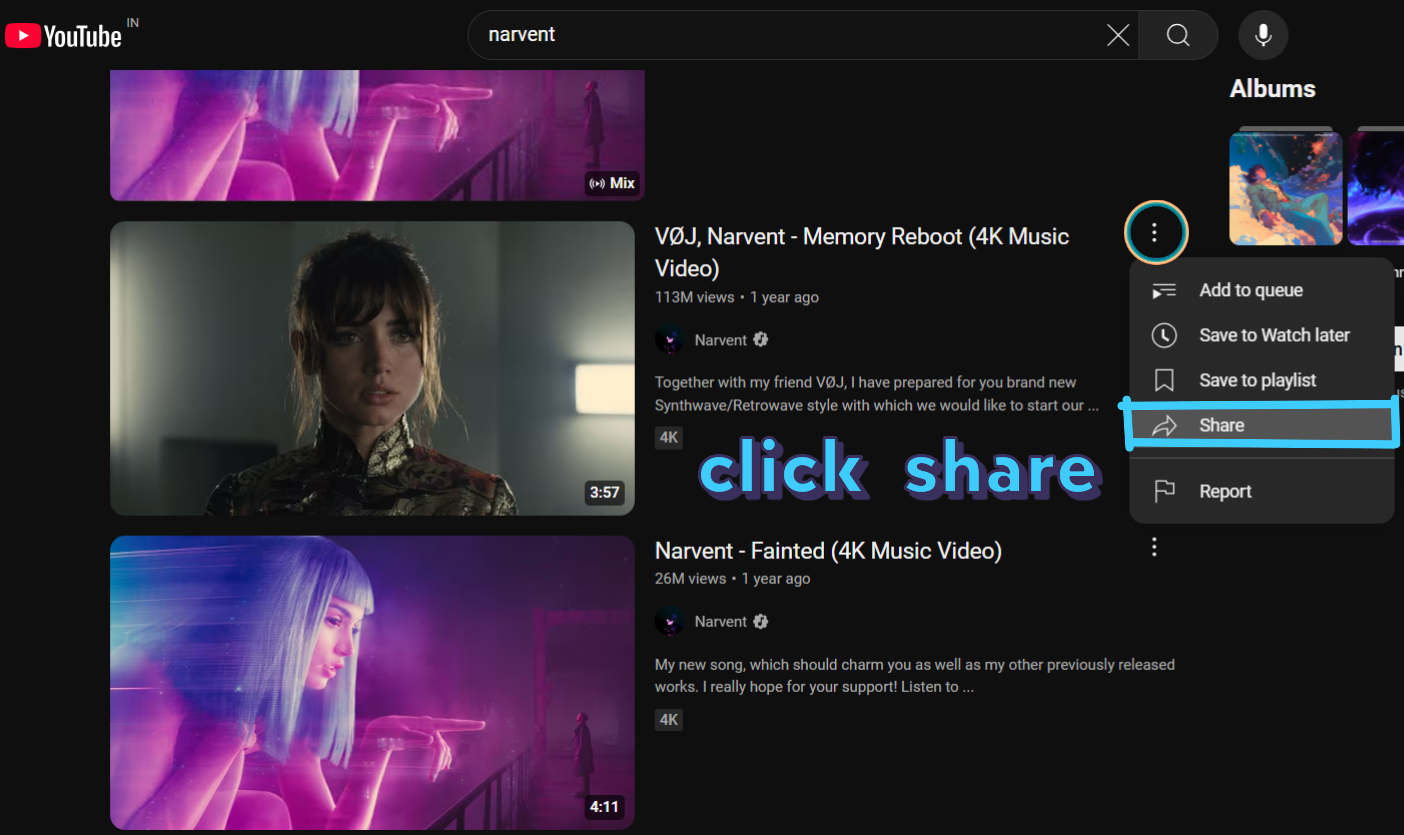 YouTube IN
narvent
Albums
Mix
VØJ, Narvent - Memory Reboot (4K Music
Video)
113M views • 1 year ago
Narvent
Together with my friend VØJ, I have prepared for you brand new
Synthwave/Retrowave style with which we would like to start our ...
4K
3:57
Add to queue
Save to Watch later
Save to playlist
Share
Report
click share
Narvent - Fainted (4K Music Video)
26M views • 1 year ago
Narvent
My new song, which should charm you as well as my other previously released
works. I really hope for your support! Listen to ...
4K
4:11